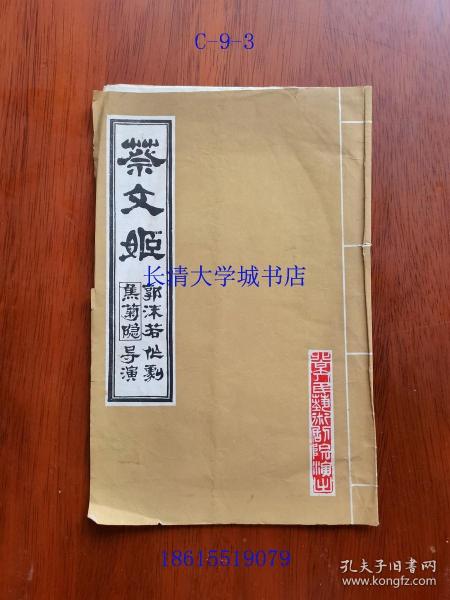 C-9-3
蔡文姬
郭沫若作剧
焦菊隐导演
长清大学城书店
北京人民艺术剧院演出
18615519079
孔夫子旧书网
www.kongfz.com